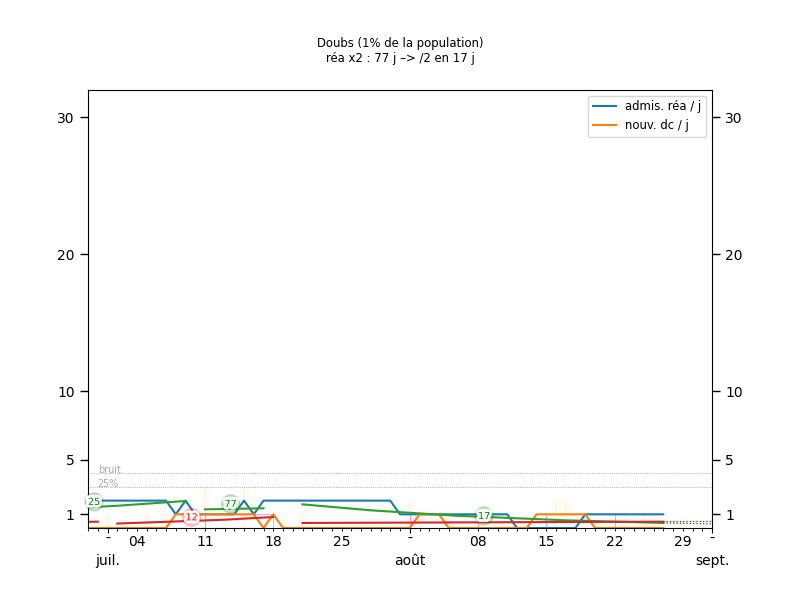 Doubs (1% de la population)
réa x2 : 77 j –> /2 en 17 j
admis. réa / j
nouv. dc / j
30 30
20 20
10 10
5 5
1 1
bruit
25%
25
12
77
17
- 04 11 18 25 - 08 15 22 29 -
juil. août sept.